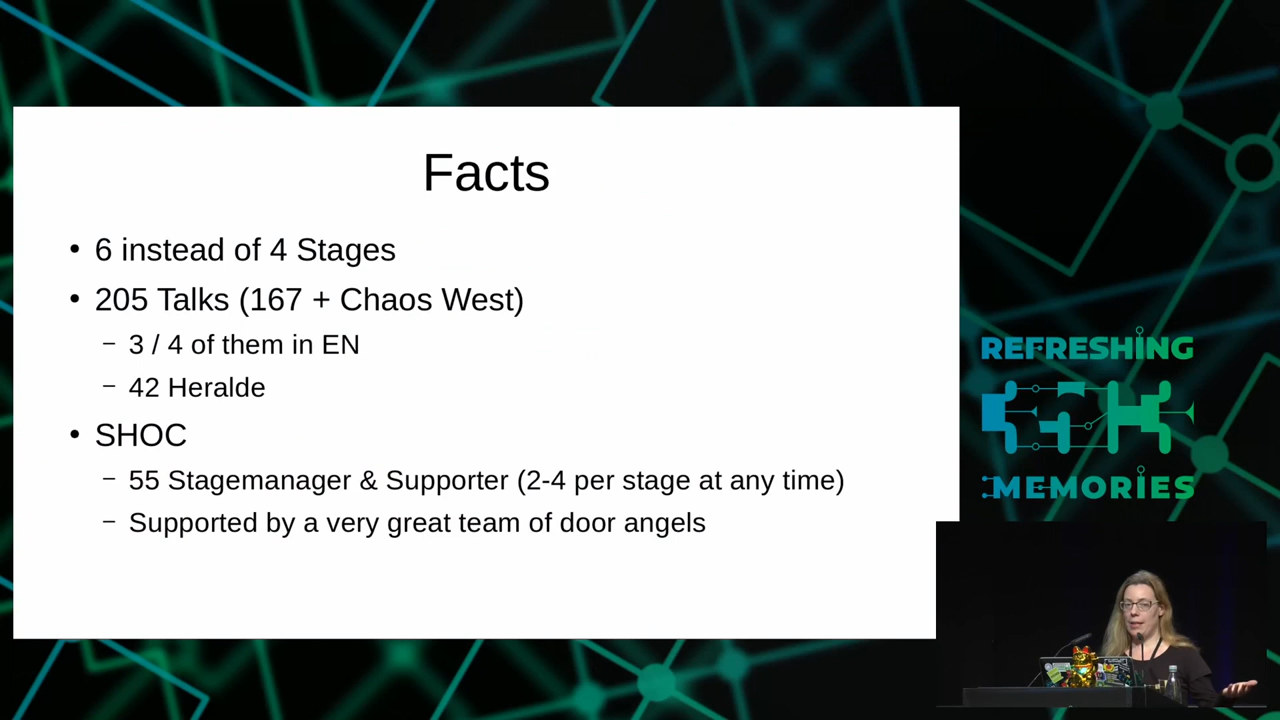 Facts
• 6 instead of 4 Stages
• 205 Talks (167 + Chaos West)
– 3 / 4 of them in EN
– 42 Heralde
• SHOC
– 55 Stagemanager & Supporter (2-4 per stage at any time)
– Supported by a very great team of door angels
REFRESHING
MEMORIES